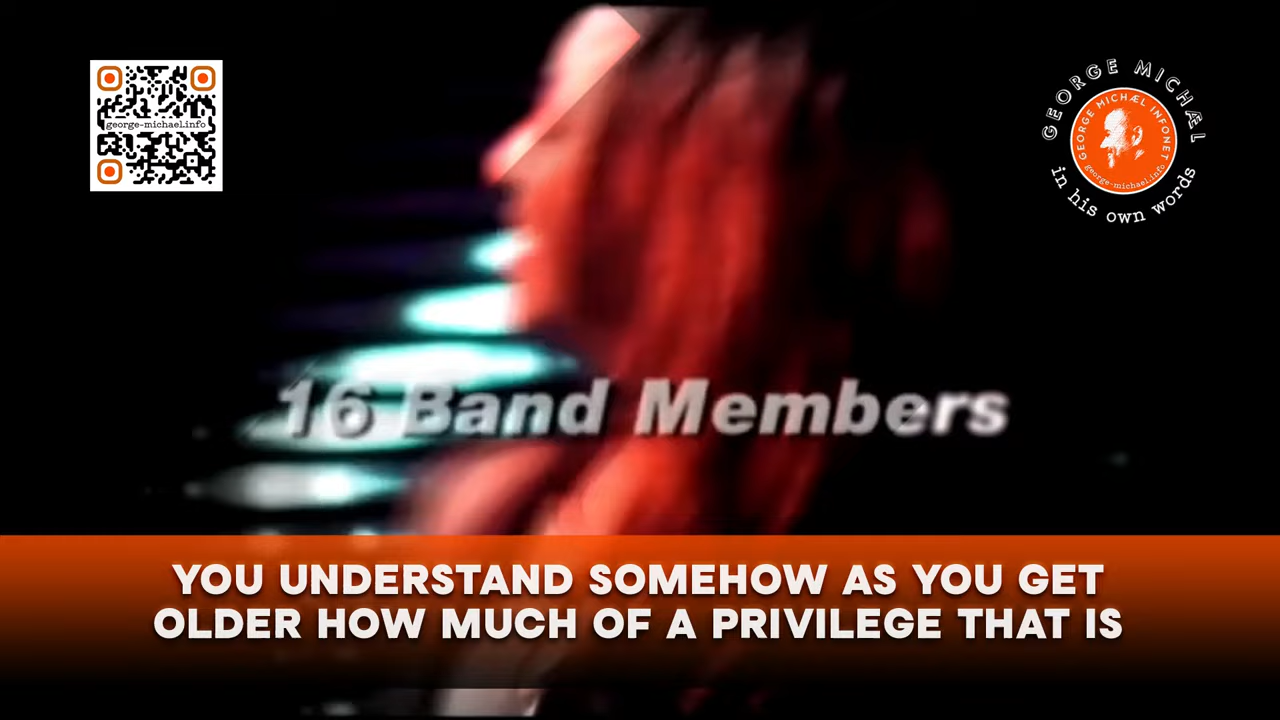 george-michael.info
GEORGE MICHÆL
GEORGE MICHÆL INFONET
george-michael.info
in his own words
16 Band Members
YOU UNDERSTAND SOMEHOW AS YOU GET
OLDER HOW MUCH OF A PRIVILEGE THAT IS